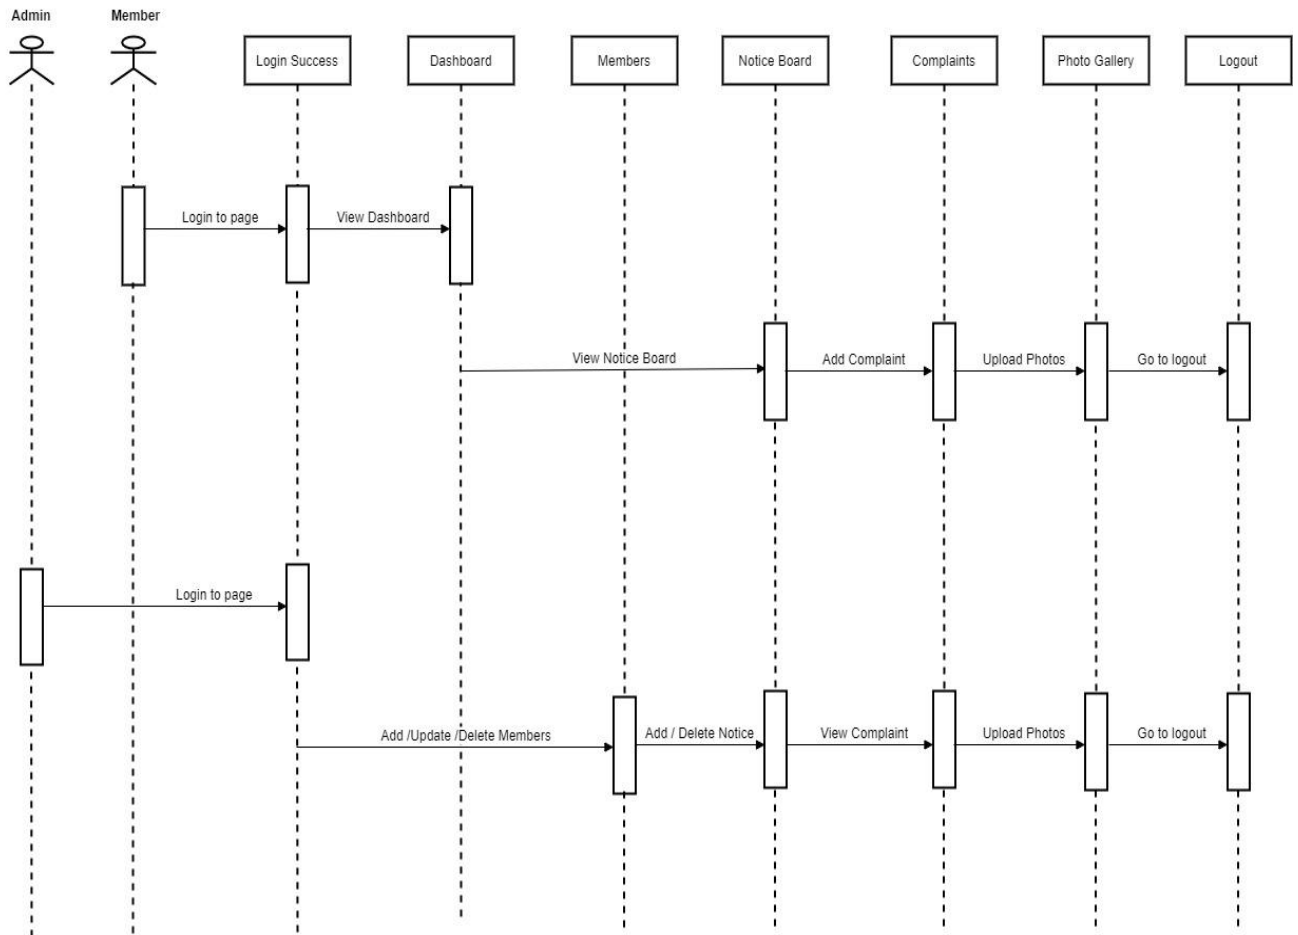 Admin
Member
Login Success
Dashboard
Members
Notice Board
Complaints
Photo Gallery
Logout
Login to page
View Dashboard
View Notice Board
Add Complaint
Upload Photos
Go to logout
Login to page
Add /Update /Delete Members
Add / Delete Notice
View Complaint
Upload Photos
Go to logout